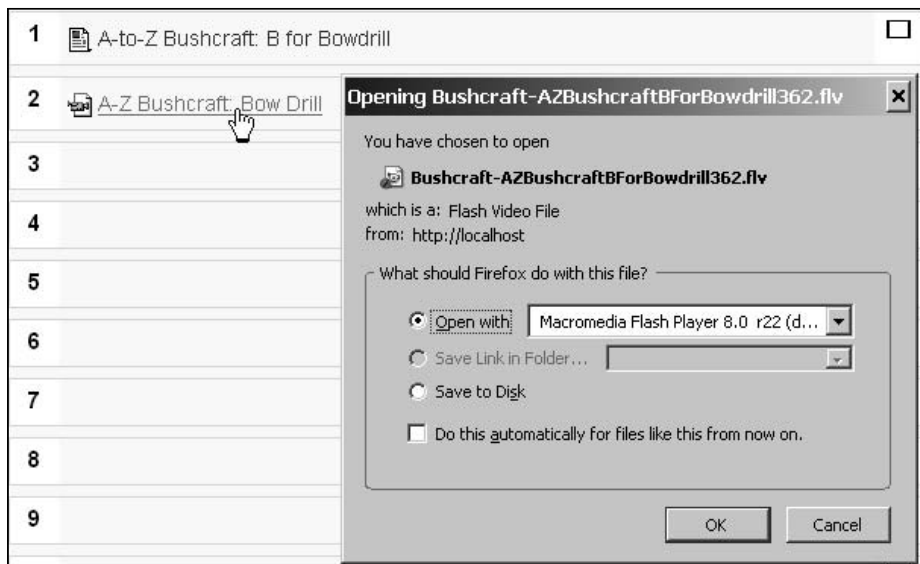 1 A-to-Z Bushcraft: B for Bowdrill
2 A-Z Bushcraft: Bow Drill
3
4
5
6
7
8
9
Opening Bushcraft-AZBushcraftBForBowdrill362.flv
You have chosen to open
Bushcraft-AZBushcraftBForBowdrill362.flv
which is a: Flash Video File
from: http://localhost
What should Firefox do with this file?
Open with Macromedia Flash Player 8.0 r22 (d...
Save Link in Folder...
Save to Disk
Do this automatically for files like this from now on.
OK Cancel